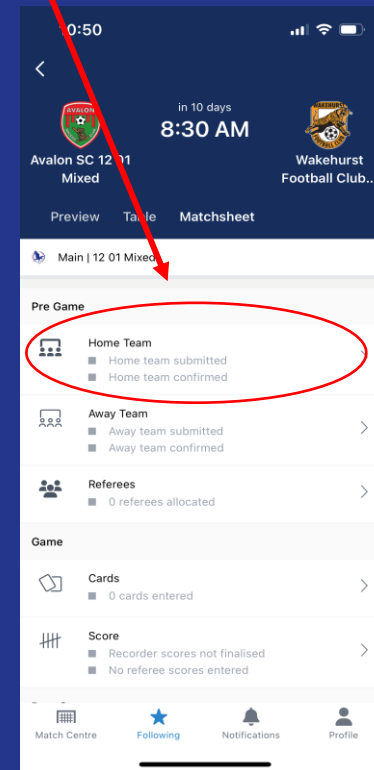 10:50
AVALON
WAKEHURST
in 10 days
8:30 AM
Avalon SC 12 01
Mixed
Wakehurst
Football Club..
Preview Table Matchsheet
Main | 12 01 Mixed
Pre Game
Home Team
Home team submitted
Home team confirmed
Away Team
Away team submitted
Away team confirmed
Referees
0 referees allocated
Game
Cards
0 cards entered
Score
Recorder scores not finalised
No referee scores entered
Match Centre Following Notifications Profile